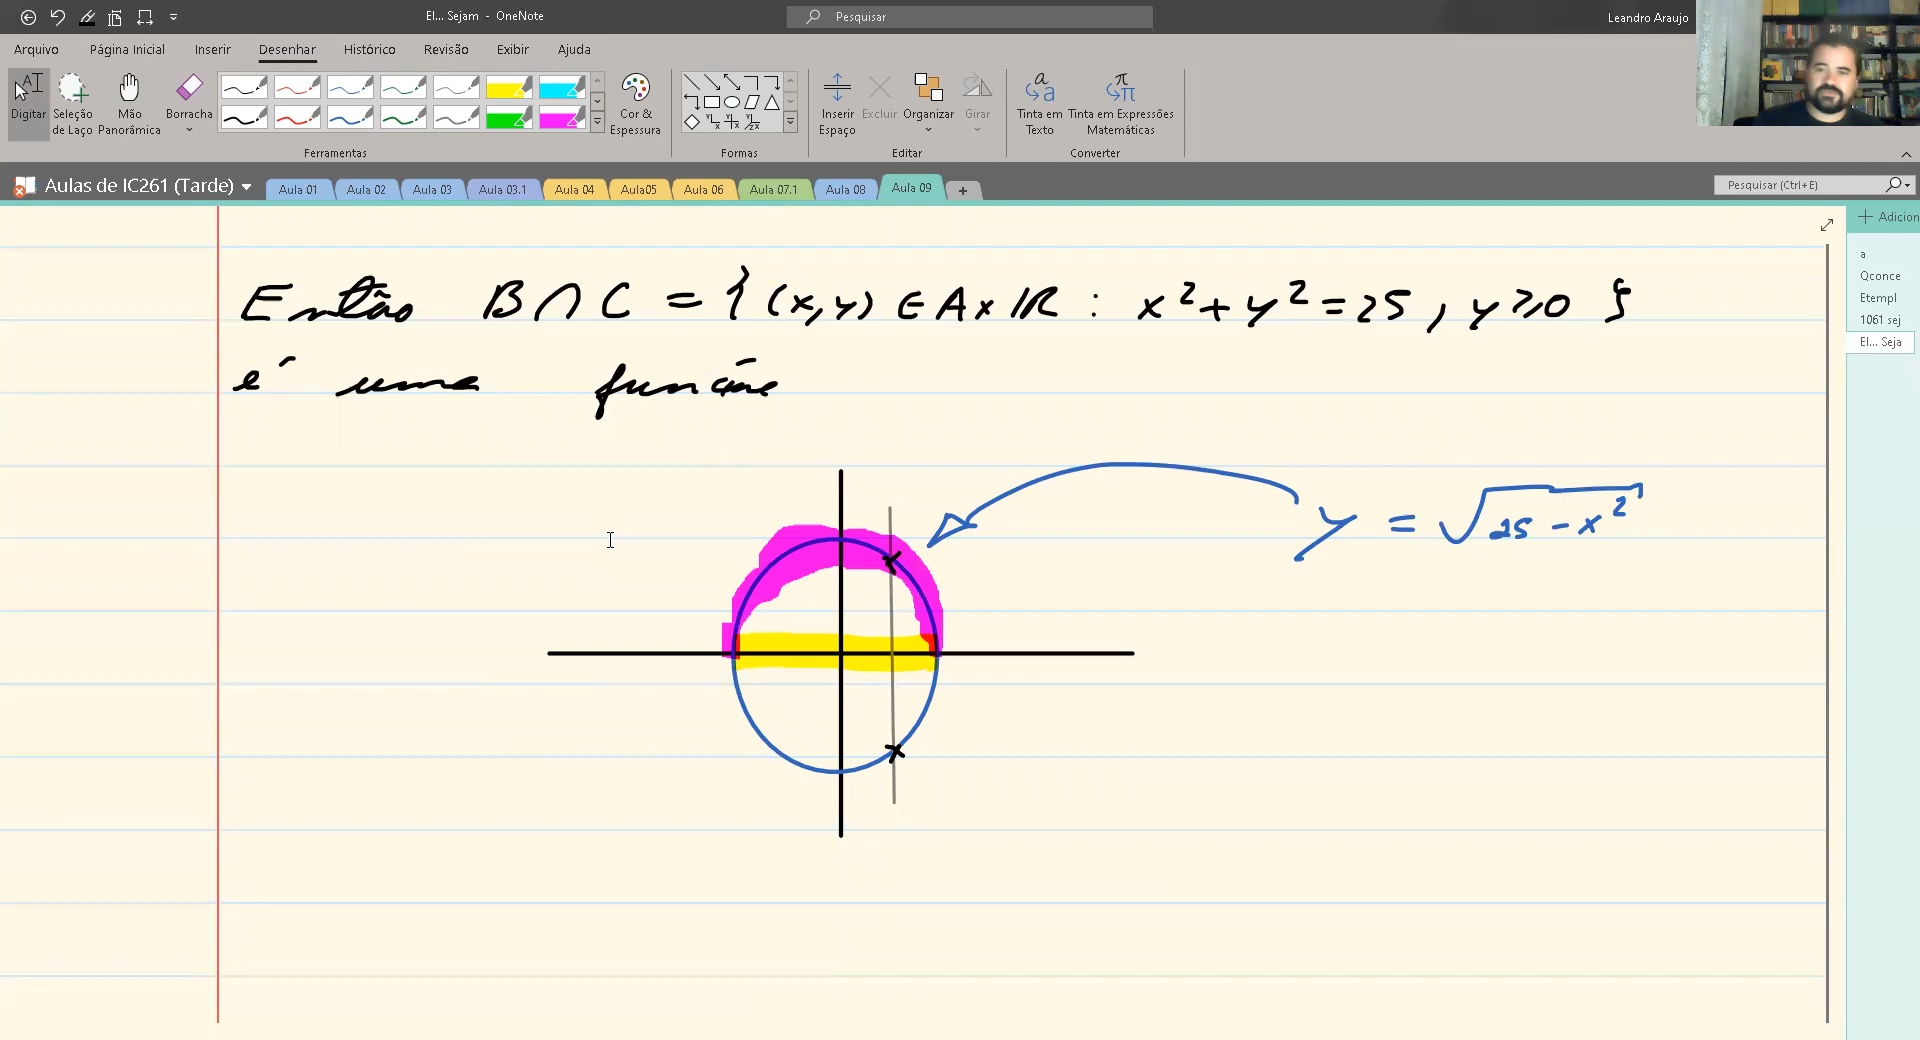 El... Sejam - OneNote
Pesquisar
Leandro Araujo
Arquivo Página Inicial Inserir Desenhar Histórico Revisão Exibir Ajuda
Digitar
Seleção de Laço
Mão Panorâmica
Borracha
Cor & Espessura
Inserir Espaço
Excluir
Organizar
Girar
Tinta em Texto
Tinta em Expressões Matemáticas
Ferramentas Formas Editar Converter
Aulas de IC261 (Tarde) Aula 01 Aula 02 Aula 03 Aula 03.1 Aula 04 Aula05 Aula 06 Aula 07.1 Aula 08 Aula 09
Pesquisar (Ctrl+E)
Adicion
a
Qconce
Etempl
1061 sej
El... Seja
Então B ∩ C = { (x,y) ∈ A x IR : x² + y² = 25 , y ≥ 0 }
é uma função
y = √25 - x²